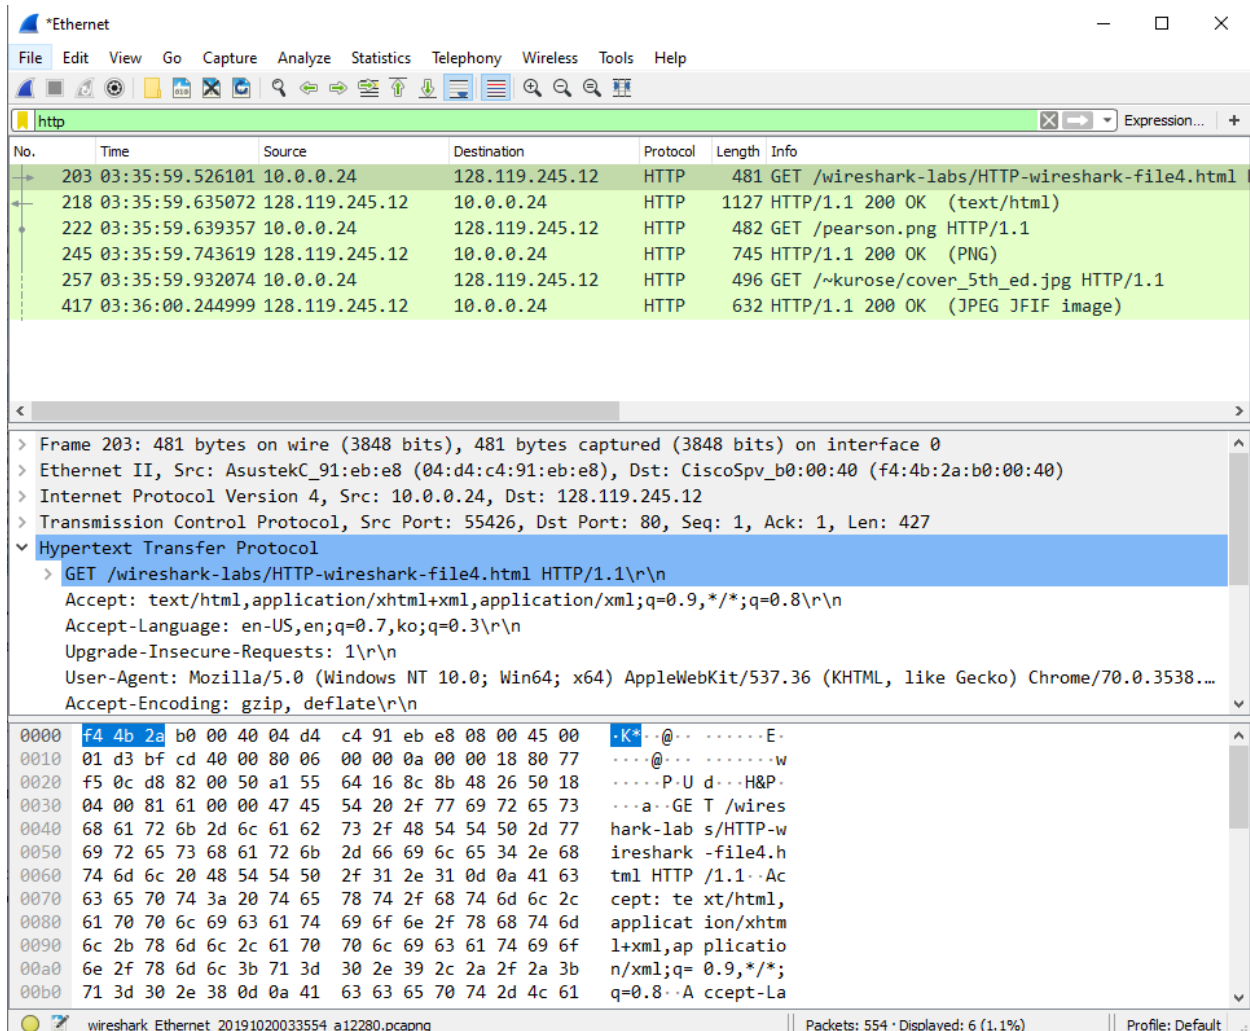 *Ethernet
File Edit View Go Capture Analyze Statistics Telephony Wireless Tools Help
http Expression... +
No. Time Source Destination Protocol Length Info
203 03:35:59.526101 10.0.0.24 128.119.245.12 HTTP 481 GET /wireshark-labs/HTTP-wireshark-file4.html
218 03:35:59.635072 128.119.245.12 10.0.0.24 HTTP 1127 HTTP/1.1 200 OK (text/html)
222 03:35:59.639357 10.0.0.24 128.119.245.12 HTTP 482 GET /pearson.png HTTP/1.1
245 03:35:59.743619 128.119.245.12 10.0.0.24 HTTP 745 HTTP/1.1 200 OK (PNG)
257 03:35:59.932074 10.0.0.24 128.119.245.12 HTTP 496 GET /~kurose/cover_5th_ed.jpg HTTP/1.1
417 03:36:00.244999 128.119.245.12 10.0.0.24 HTTP 632 HTTP/1.1 200 OK (JPEG JFIF image)
Frame 203: 481 bytes on wire (3848 bits), 481 bytes captured (3848 bits) on interface 0
Ethernet II, Src: AsustekC_91:eb:e8 (04:d4:c4:91:eb:e8), Dst: CiscoSpv_b0:00:40 (f4:4b:2a:b0:00:40)
Internet Protocol Version 4, Src: 10.0.0.24, Dst: 128.119.245.12
Transmission Control Protocol, Src Port: 55426, Dst Port: 80, Seq: 1, Ack: 1, Len: 427
Hypertext Transfer Protocol
GET /wireshark-labs/HTTP-wireshark-file4.html HTTP/1.1\r\n
Accept: text/html,application/xhtml+xml,application/xml;q=0.9,*/*;q=0.8\r\n
Accept-Language: en-US,en;q=0.7,ko;q=0.3\r\n
Upgrade-Insecure-Requests: 1\r\n
User-Agent: Mozilla/5.0 (Windows NT 10.0; Win64; x64) AppleWebKit/537.36 (KHTML, like Gecko) Chrome/70.0.3538.…
Accept-Encoding: gzip, deflate\r\n
0000 f4 4b 2a b0 00 40 04 d4 c4 91 eb e8 08 00 45 00 ·K*··@·· ······E·
0010 01 d3 bf cd 40 00 80 06 00 00 0a 00 00 18 80 77 ····@··· ·······w
0020 f5 0c d8 82 00 50 a1 55 64 16 8c 8b 48 26 50 18 ·····P·U d···H&P·
0030 04 00 81 61 00 00 47 45 54 20 2f 77 69 72 65 73 ···a··GE T /wires
0040 68 61 72 6b 2d 6c 61 62 73 2f 48 54 54 50 2d 77 hark-lab s/HTTP-w
0050 69 72 65 73 68 61 72 6b 2d 66 69 6c 65 34 2e 68 ireshark -file4.h
0060 74 6d 6c 20 48 54 54 50 2f 31 2e 31 0d 0a 41 63 tml HTTP /1.1··Ac
0070 63 65 70 74 3a 20 74 65 78 74 2f 68 74 6d 6c 2c cept: te xt/html,
0080 61 70 70 6c 69 63 61 74 69 6f 6e 2f 78 68 74 6d applicat ion/xhtm
0090 6c 2b 78 6d 6c 2c 61 70 70 6c 69 63 61 74 69 6f l+xml,ap plicatio
00a0 6e 2f 78 6d 6c 3b 71 3d 30 2e 39 2c 2a 2f 2a 3b n/xml;q= 0.9,*/*;
00b0 71 3d 30 2e 38 0d 0a 41 63 63 65 70 74 2d 4c 61 q=0.8··A ccept-La
wireshark_Ethernet_20191020033554_a12280.pcapng Packets: 554 · Displayed: 6 (1.1%) Profile: Default